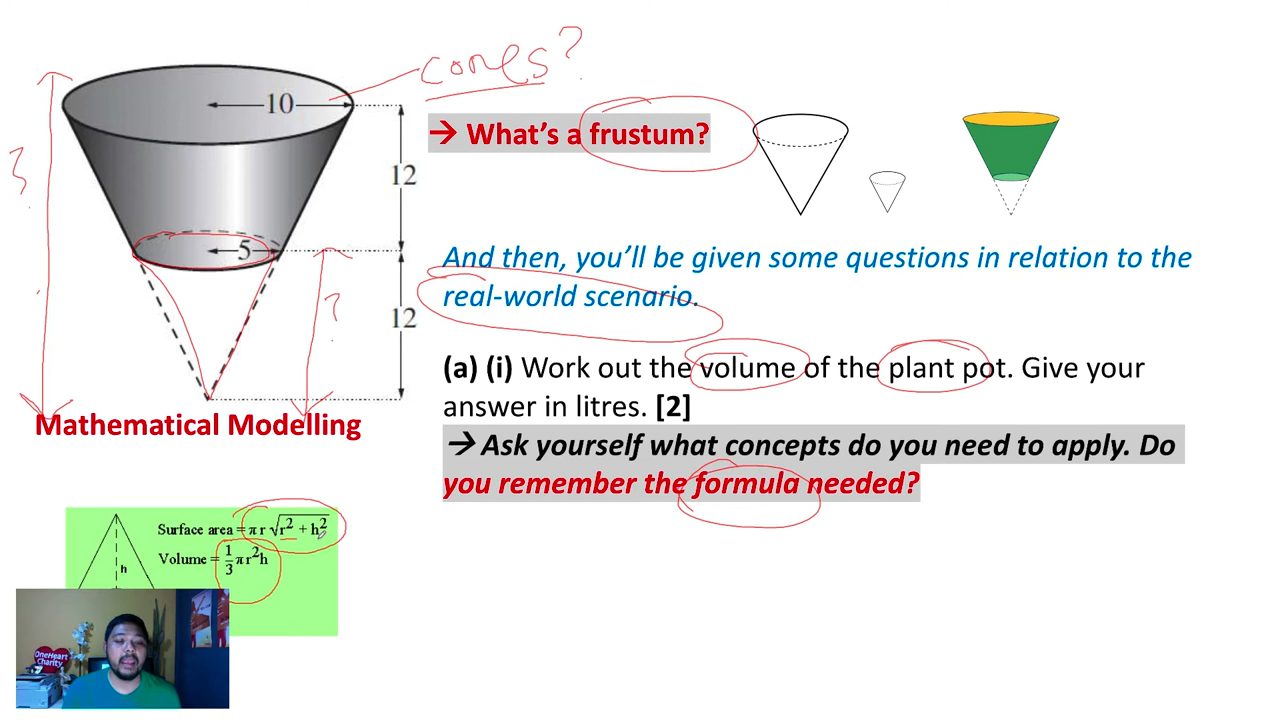 cones?
10
→ What's a frustum?
?
12
5
And then, you'll be given some questions in relation to the
real-world scenario.
?
12
(a) (i) Work out the volume of the plant pot. Give your
answer in litres. [2]
Mathematical Modelling
→ Ask yourself what concepts do you need to apply. Do
you remember the formula needed?
Surface area = π r √r² + h²
Volume = 1/3 π r² h
h
OneHeart
Charity